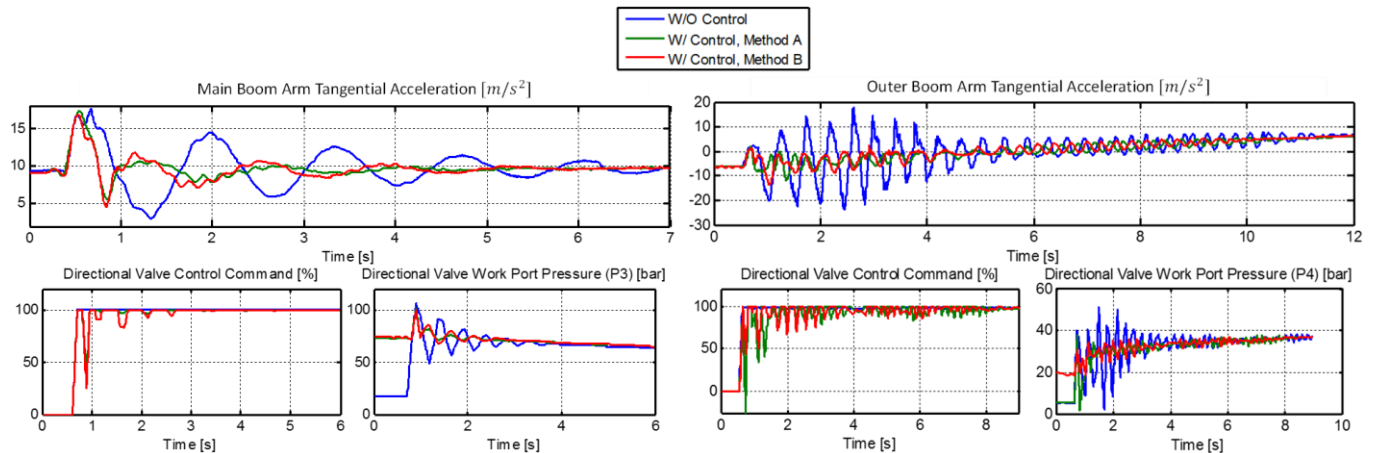 W/O Control
W/ Control, Method A
W/ Control, Method B
Main Boom Arm Tangential Acceleration [m/s²]
15
10
5
0 1 2 3 4 5 6 7
Time [s]
Outer Boom Arm Tangential Acceleration [m/s²]
20
10
0
-10
-20
-30
0 2 4 6 8 10 12
Time [s]
Directional Valve Control Command [%]
100
50
0
0 1 2 3 4 5 6
Time [s]
Directional Valve Work Port Pressure (P3) [bar]
100
50
0
0 2 4 6
Time [s]
Directional Valve Control Command [%]
100
50
0
0 2 4 6 8
Time [s]
Directional Valve Work Port Pressure (P4) [bar]
60
40
20
0
0 2 4 6 8 10
Time [s]